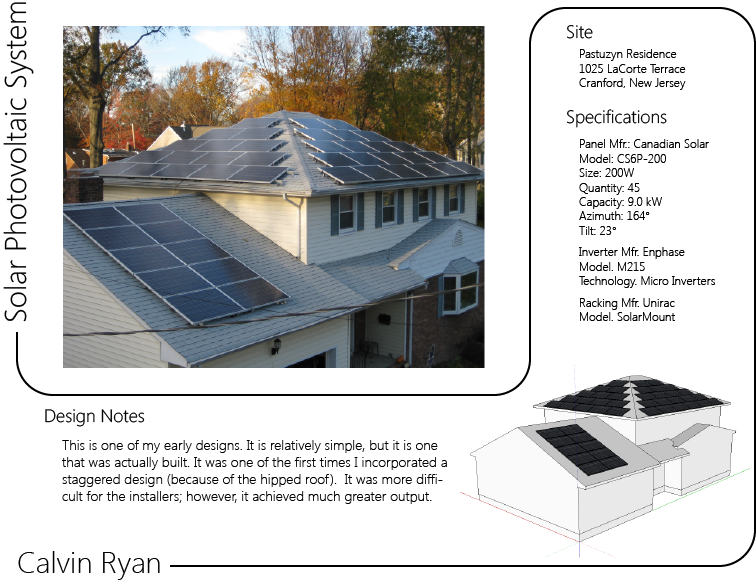 Solar Photovoltaic System
Site
Pastuzyn Residence
1025 LaCorte Terrace
Cranford, New Jersey
Specifications
Panel Mfr.: Canadian Solar
Model: CS6P-200
Size: 200W
Quantity: 45
Capacity: 9.0 kW
Azimuth: 164°
Tilt: 23°
Inverter Mfr. Enphase
Model. M215
Technology. Micro Inverters
Racking Mfr. Unirac
Model. SolarMount
Design Notes
This is one of my early designs. It is relatively simple, but it is one
that was actually built. It was one of the first times I incorporated a
staggered design (because of the hipped roof).  It was more diffi-
cult for the installers; however, it achieved much greater output.
Calvin Ryan